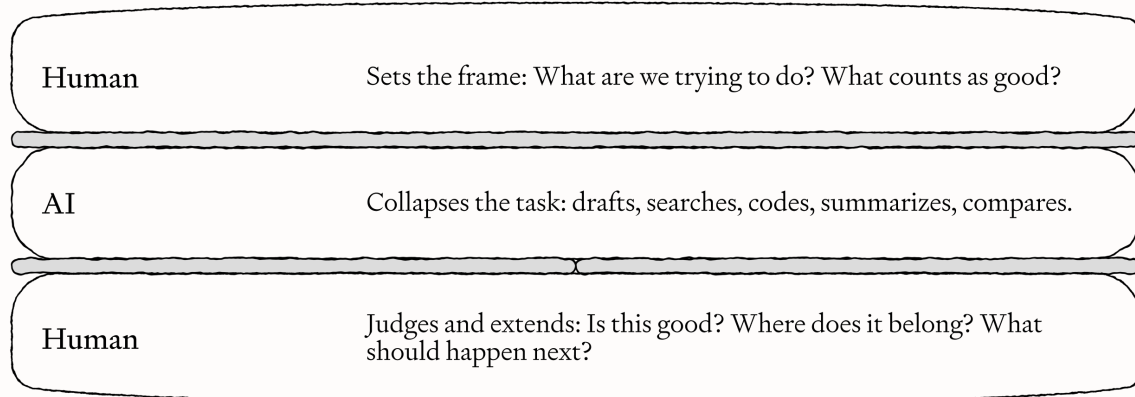 Human
Sets the frame: What are we trying to do? What counts as good?
AI
Collapses the task: drafts, searches, codes, summarizes, compares.
Human
Judges and extends: Is this good? Where does it belong? What
should happen next?